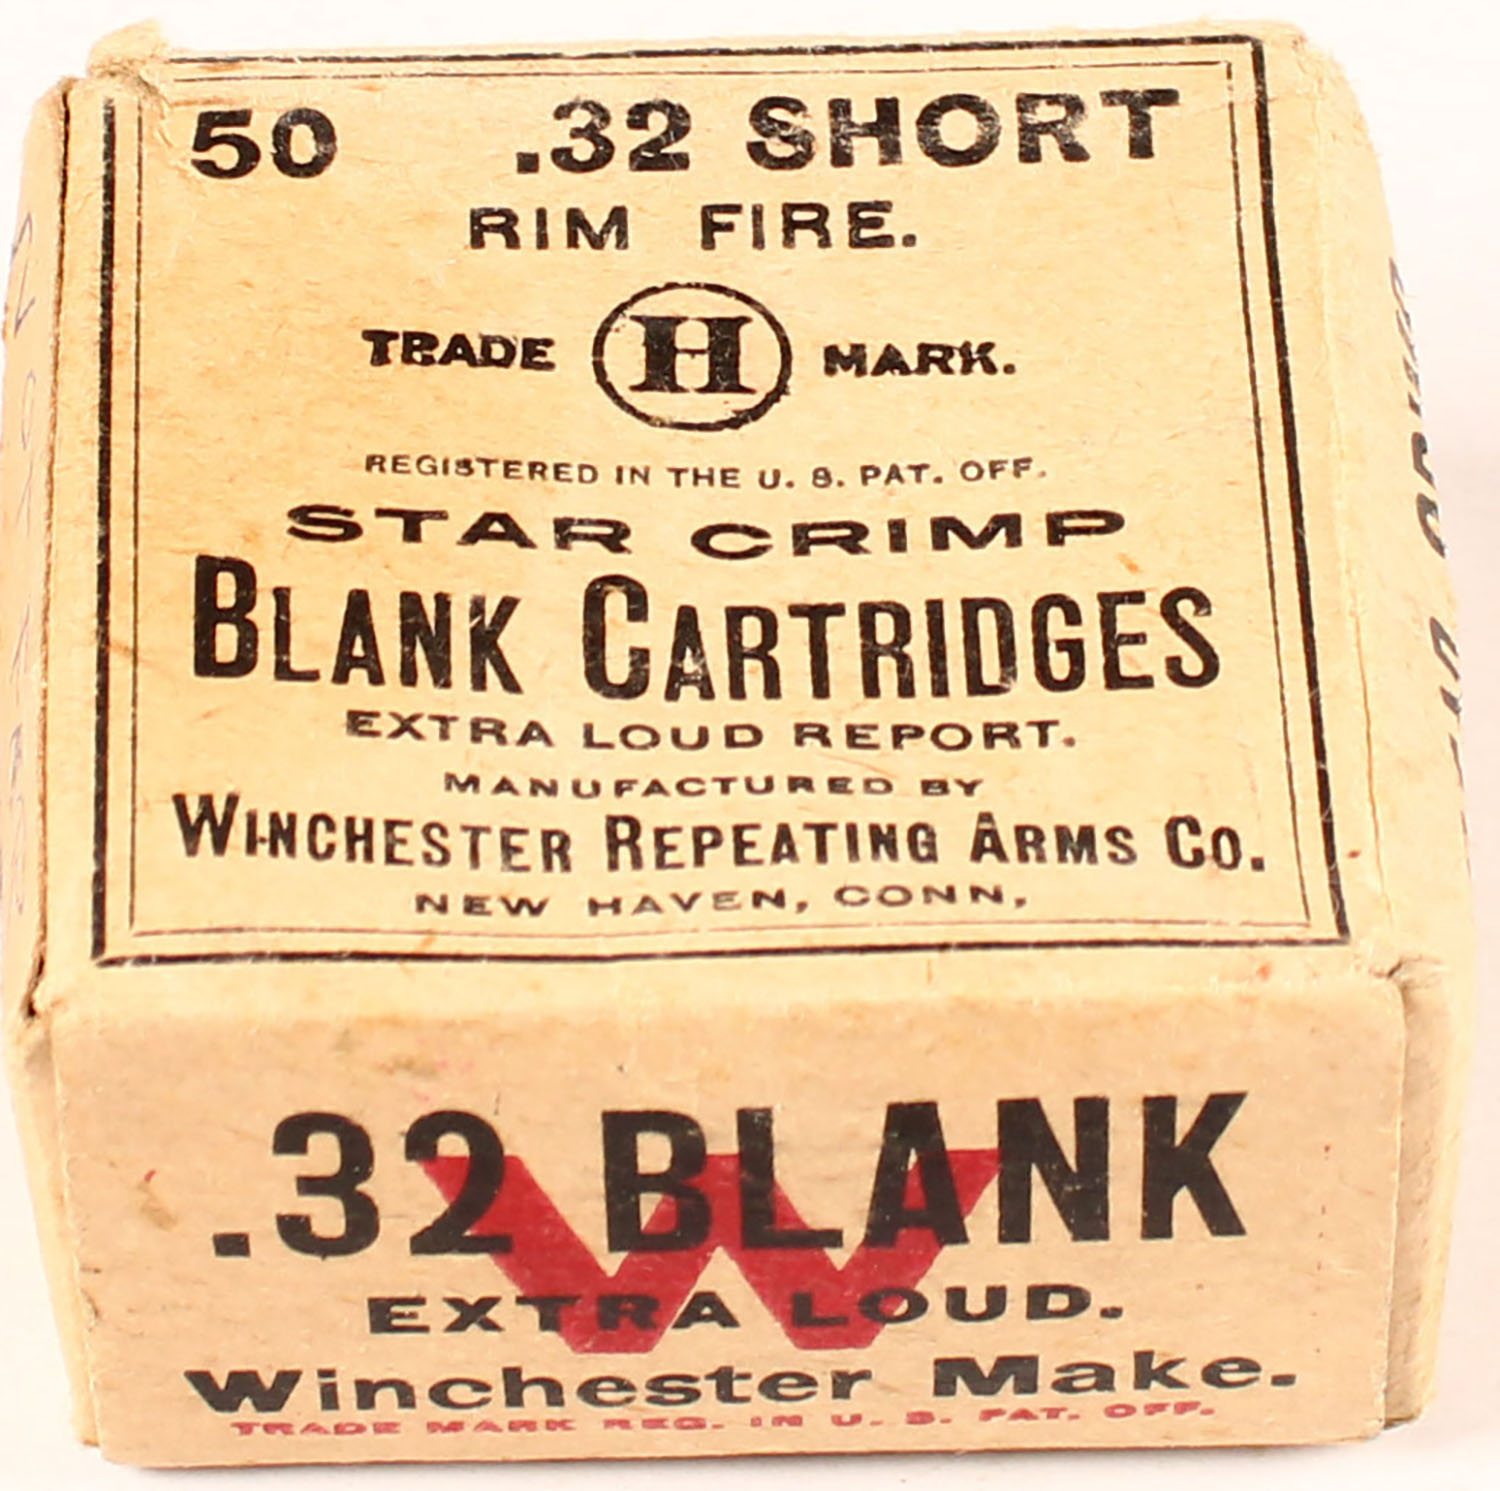 50 .32 SHORT
RIM FIRE.
TRADE H MARK.
REGISTERED IN THE U. S. PAT. OFF.
STAR CRIMP
BLANK CARTRIDGES
EXTRA LOUD REPORT.
MANUFACTURED BY
WINCHESTER REPEATING ARMS CO.
NEW HAVEN, CONN,
.32 BLANK
W
EXTRA LOUD.
Winchester Make.
TRADE MARK REG. IN U. S. PAT. OFF.